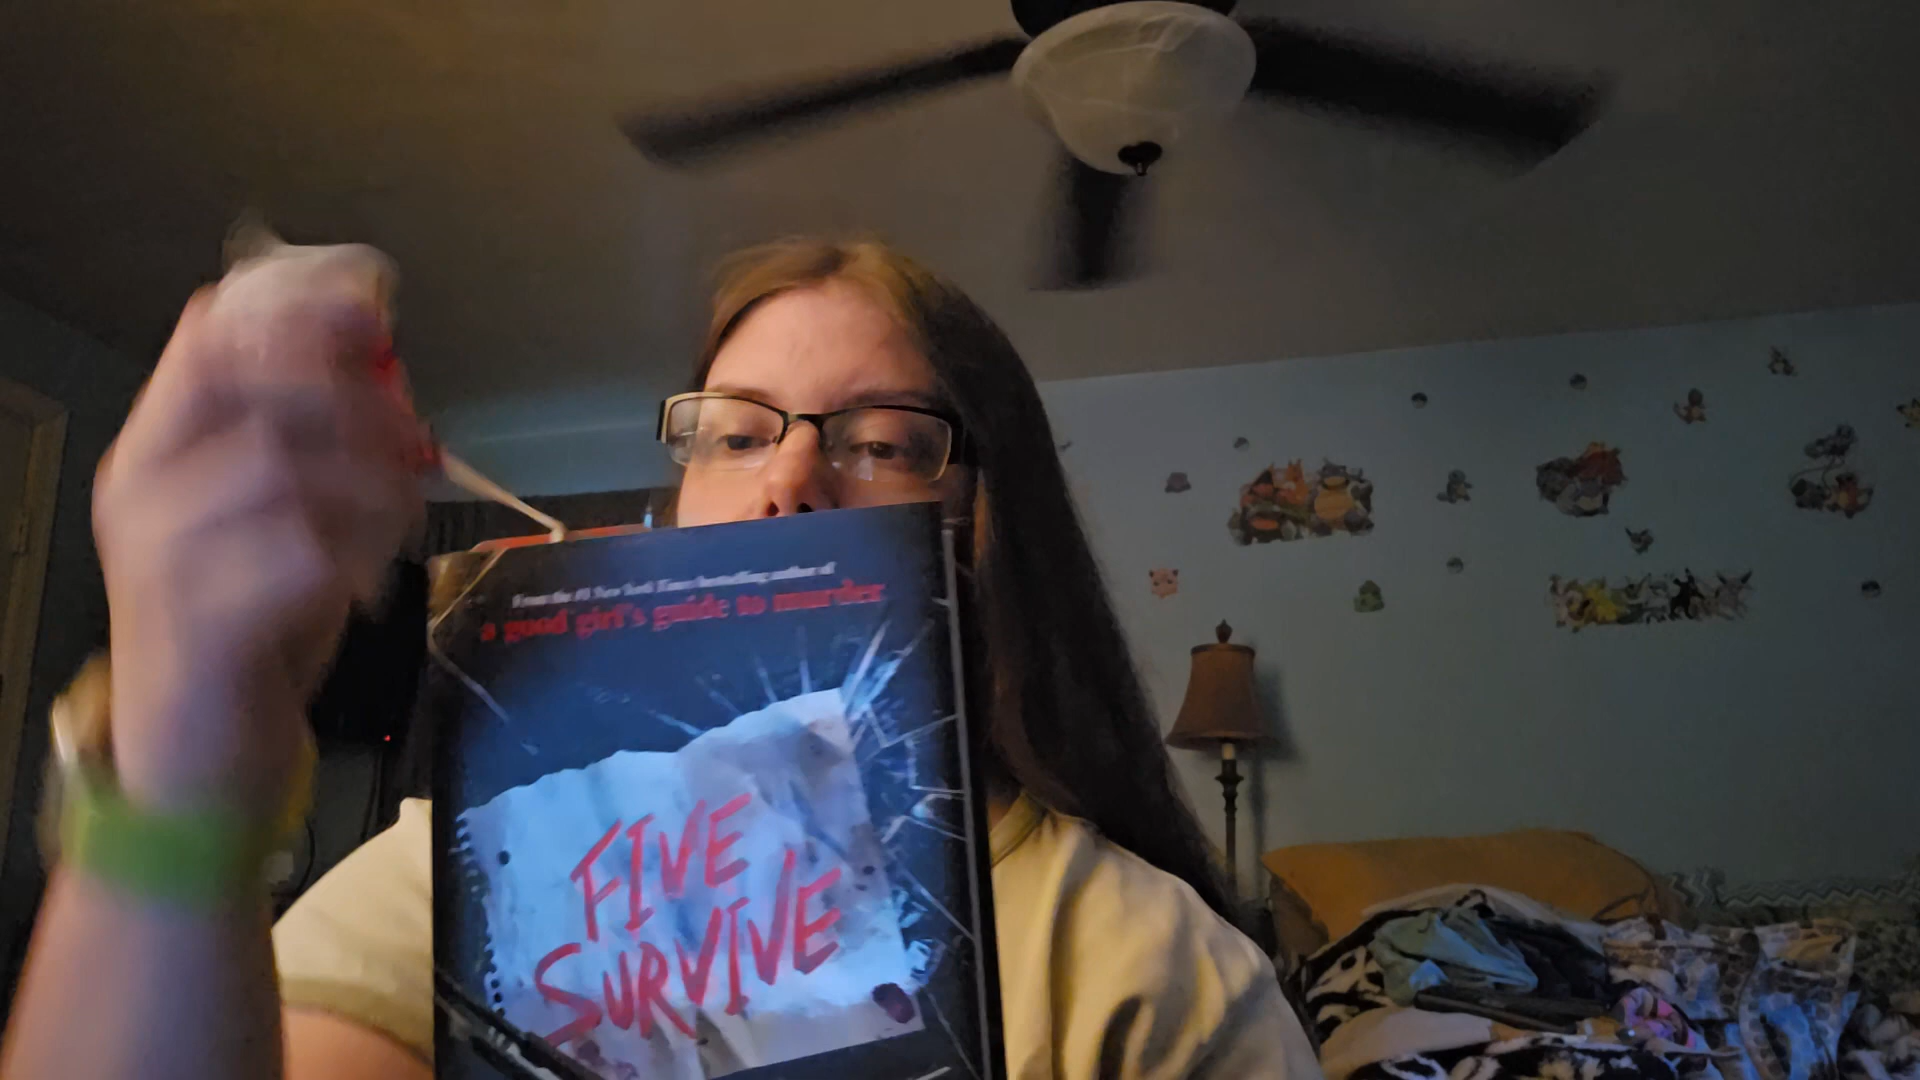 From the #1 New York Times bestselling author of
a good girl's guide to murder
FIVE
SURVIVE